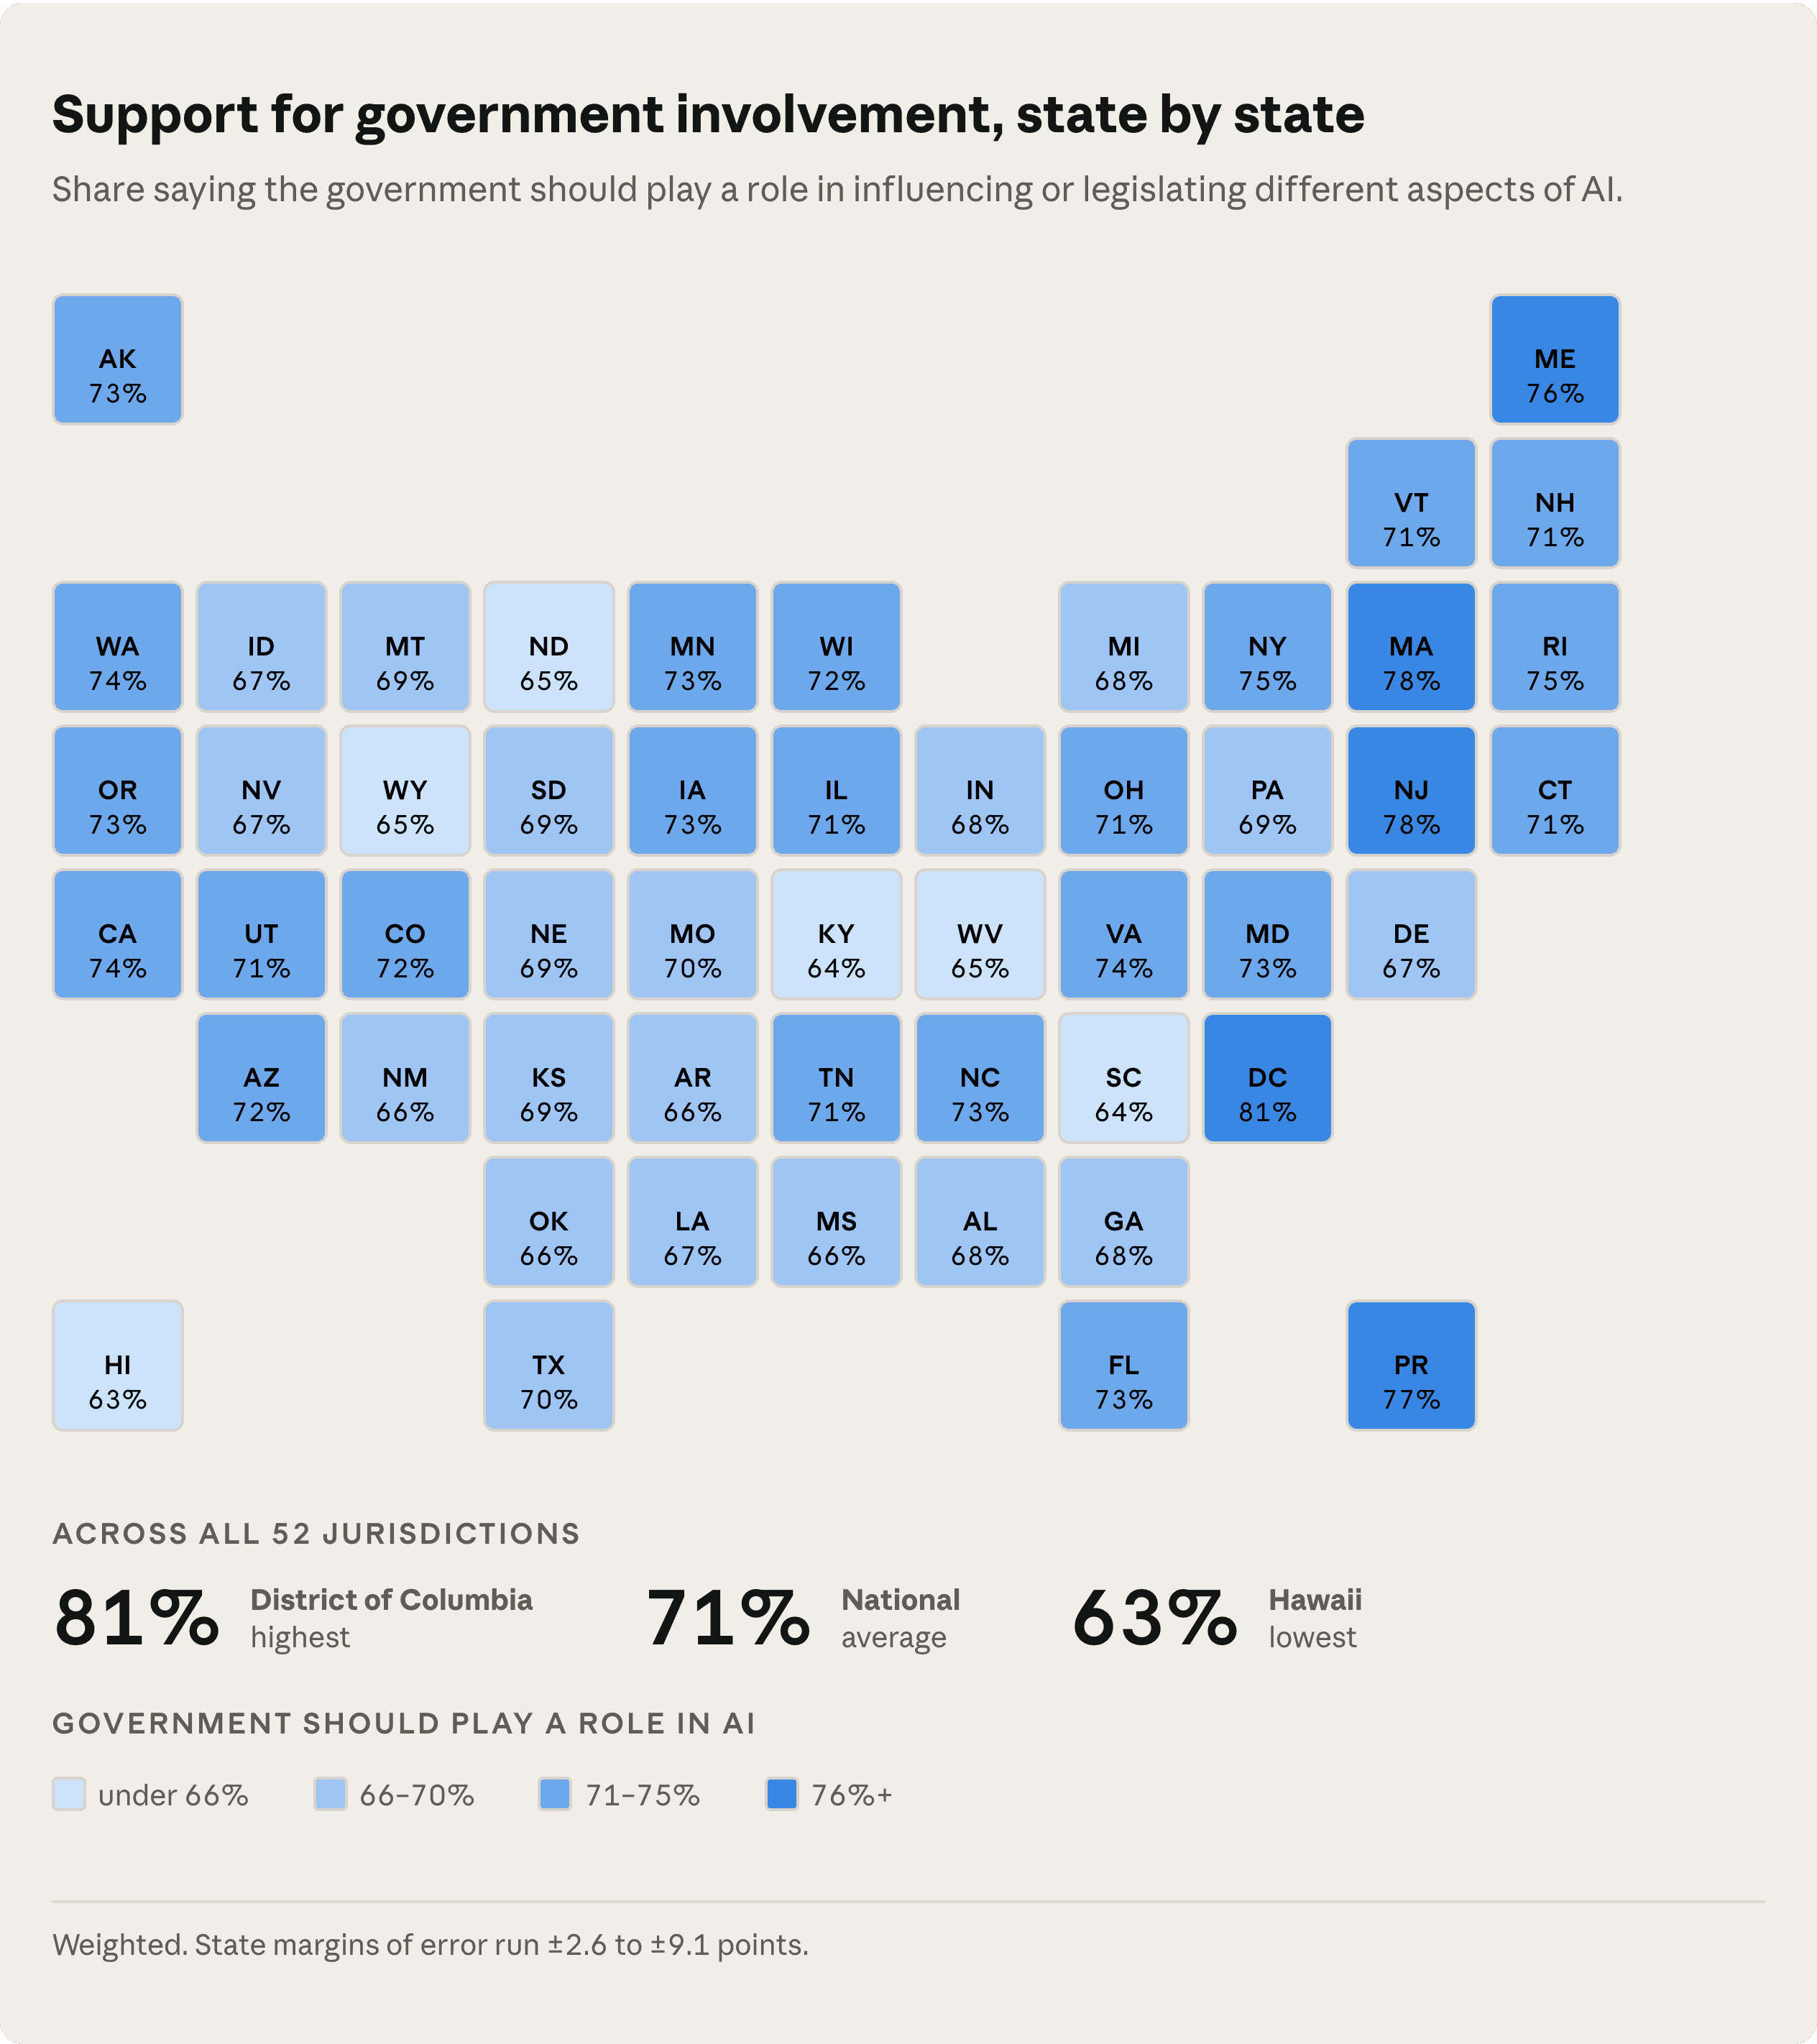 Support for government involvement, state by state
Share saying the government should play a role in influencing or legislating different aspects of AI.
AK ME
73% 76%
VT NH
71% 71%
WA ID MT ND MN WI MI NY MA RI
74% 67% 69% 65% 73% 72% 68% 75% 78% 75%
OR NV WY SD IA IL IN OH PA NJ CT
73% 67% 65% 69% 73% 71% 68% 71% 69% 78% 71%
CA UT CO NE MO KY WV VA MD DE
74% 71% 72% 69% 70% 64% 65% 74% 73% 67%
AZ NM KS AR TN NC SC DC
72% 66% 69% 66% 71% 73% 64% 81%
OK LA MS AL GA
66% 67% 66% 68% 68%
HI TX FL PR
63% 70% 73% 77%
ACROSS ALL 52 JURISDICTIONS
81% District of Columbia highest
71% National average
63% Hawaii lowest
GOVERNMENT SHOULD PLAY A ROLE IN AI
under 66% 66–70% 71–75% 76%+
Weighted. State margins of error run ±2.6 to ±9.1 points.